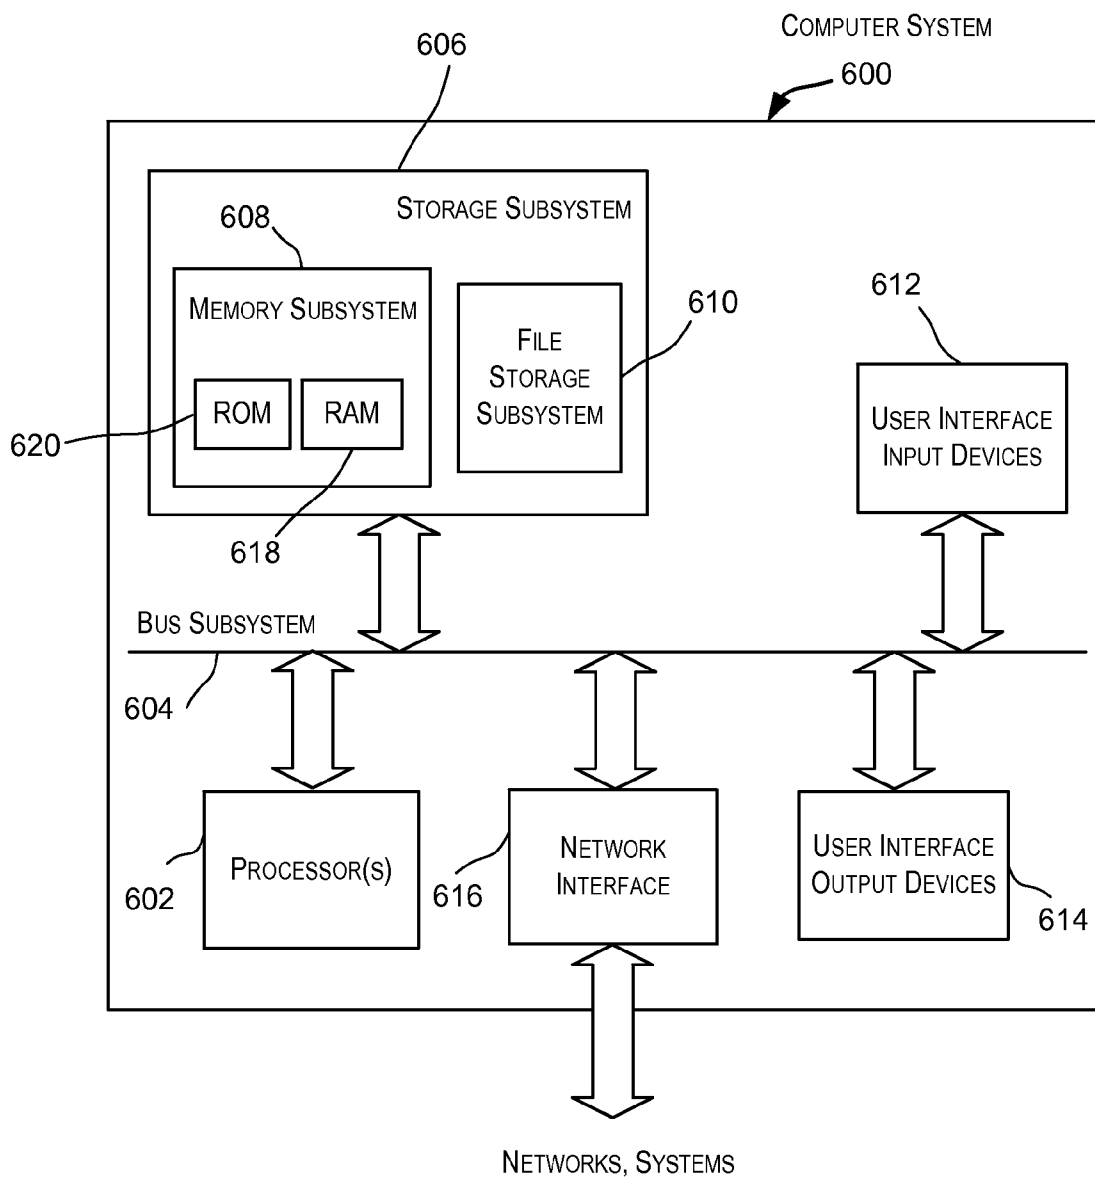 COMPUTER SYSTEM
600
606
STORAGE SUBSYSTEM
608
MEMORY SUBSYSTEM
ROM
RAM
620
618
FILE
STORAGE
SUBSYSTEM
610
612
USER INTERFACE
INPUT DEVICES
BUS SUBSYSTEM
604
PROCESSOR(S)
602
NETWORK
INTERFACE
616
USER INTERFACE
OUTPUT DEVICES
614
NETWORKS, SYSTEMS